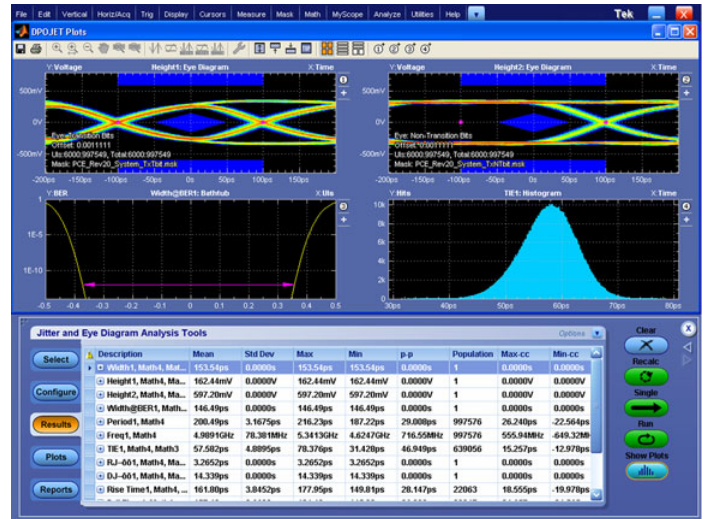 File Edit Vertical Horiz/Acq Trig Display Cursors Measure Mask Math MyScope Analyze Utilities Help Tek
DPOJET Plots
Y:Voltage Height1: Eye Diagram X:Time
500mV
0V
-500mV
Eye: Transition Bits
Offset: 0.0011111
UIs:6000:997549, Total:6000:997549
Mask: PCE_Rev20_System_TxTbit.msk
-200ps -150ps -100ps -50ps 0s 50ps 100ps 150ps
1
Y:Voltage Height2: Eye Diagram X:Time
500mV
0V
-500mV
Eye: Non-Transition Bits
Offset: 0.0011111
UIs:6000:997549, Total:6000:997549
Mask: PCE_Rev20_System_TxNTbit.msk
-200ps -150ps -100ps -50ps 0s 50ps 100ps 150ps
2
Y:BER Width@BER1: Bathtub X:UIs
1
1E-5
1E-10
-0.5 -0.4 -0.3 -0.2 -0.1 0 0.1 0.2 0.3 0.4 0.5
3
Y:Hits TIE1: Histogram X:Time
10k
8k
6k
4k
2k
0
30ps 40ps 50ps 60ps 70ps 80ps
4
Jitter and Eye Diagram Analysis Tools Options
Select
Configure
Results
Plots
Reports
Description Mean Std Dev Max Min p-p Population Max-cc Min-cc
Width1, Math4, Mat... 153.54ps 0.0000s 153.54ps 153.54ps 0.0000s 1 0.0000s 0.0000s
Height1, Math4, Ma... 162.44mV 0.0000V 162.44mV 162.44mV 0.0000V 1 0.0000V 0.0000V
Height2, Math4, Ma... 597.20mV 0.0000V 597.20mV 597.20mV 0.0000V 1 0.0000V 0.0000V
Width@BER1, Math... 146.49ps 0.0000s 146.49ps 146.49ps 0.0000s 1 0.0000s 0.0000s
Period1, Math4 200.49ps 3.1675ps 216.23ps 187.22ps 29.008ps 997576 26.240ps -22.564ps
Freq1, Math4 4.9891GHz 78.381MHz 5.3413GHz 4.6247GHz 716.55MHz 997576 555.94MHz -649.32MH
TIE1, Math4, Math3 57.582ps 4.8895ps 78.376ps 31.428ps 46.949ps 639056 15.257ps -12.978ps
RJ-δδ1, Math4, Ma... 3.2652ps 0.0000s 3.2652ps 3.2652ps 0.0000s 1 0.0000s 0.0000s
DJ-δδ1, Math4, Ma... 14.339ps 0.0000s 14.339ps 14.339ps 0.0000s 1 0.0000s 0.0000s
Rise Time1, Math4, ... 161.80ps 3.8452ps 177.95ps 149.81ps 28.147ps 22063 18.555ps -19.978ps
Clear
Recalc
Single
Run
Show Plots